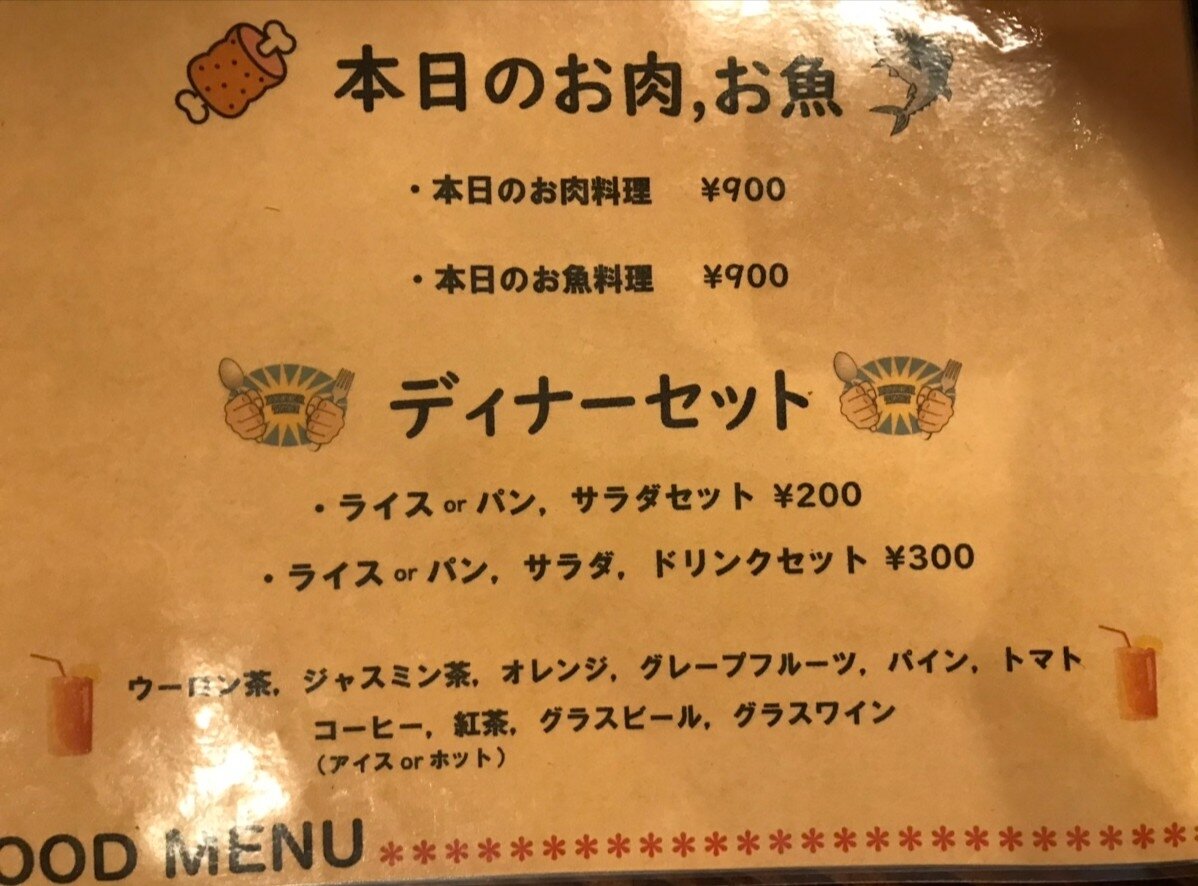 本日のお肉,お魚
・本日のお肉料理 ¥900
・本日のお魚料理 ¥900
ディナーセット
・ライス or パン, サラダセット ¥200
・ライス or パン, サラダ, ドリンクセット ¥300
ウーロン茶, ジャスミン茶, オレンジ, グレープフルーツ, パイン, トマト
コーヒー, 紅茶, グラスビール, グラスワイン
(アイス or ホット)
OOD MENU ***********************